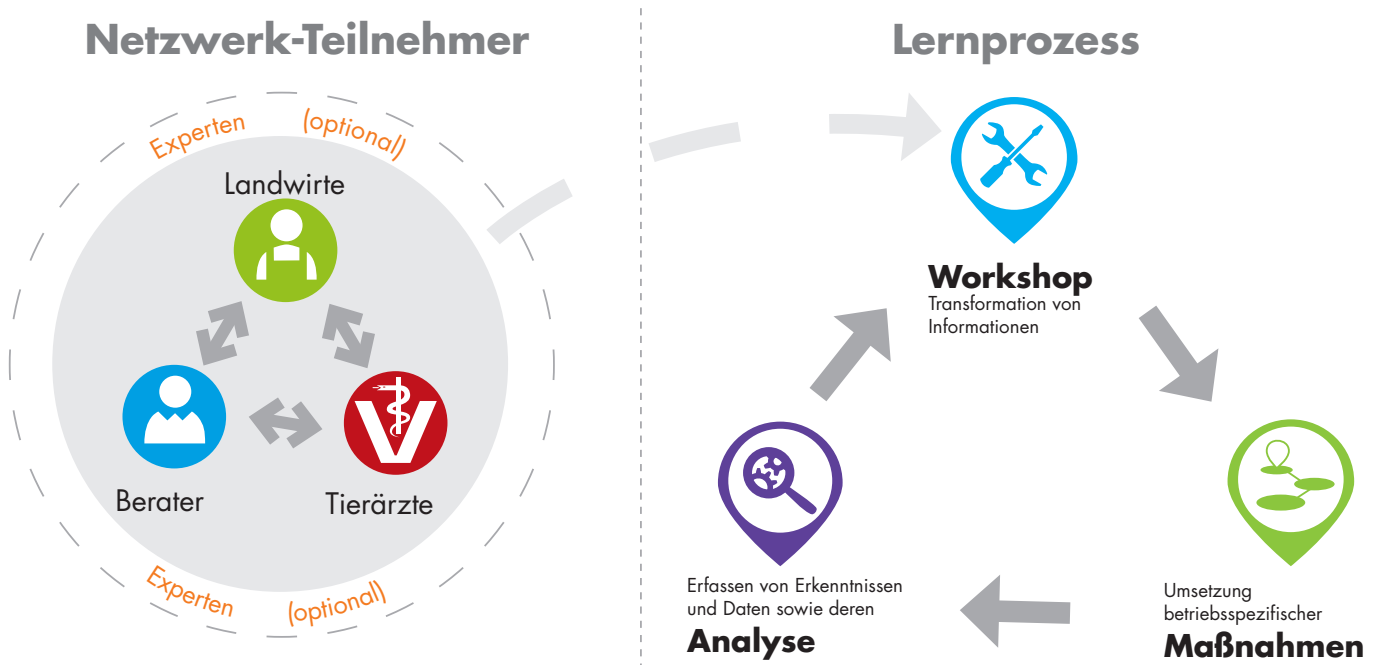 Netzwerk-Teilnehmer
Experten (optional)
Landwirte
Berater
Tierärzte
Experten (optional)
Lernprozess
Workshop
Transformation von
Informationen
Umsetzung
betriebsspezifischer
Maßnahmen
Erfassen von Erkenntnissen
und Daten sowie deren
Analyse